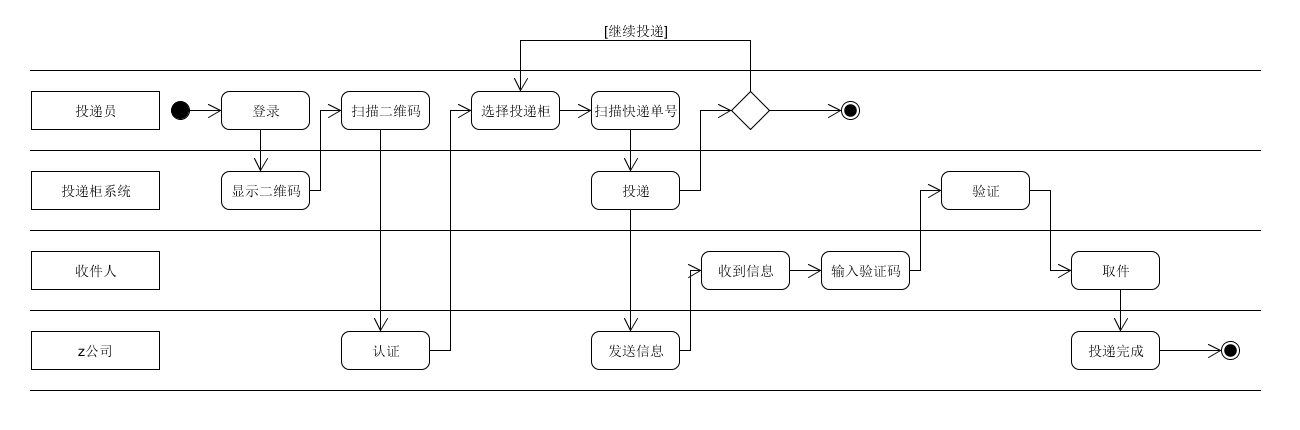 [继续投递]
投递员
登录
扫描二维码
选择投递柜
扫描快递单号
投递柜系统
显示二维码
投递
验证
收件人
收到信息
输入验证码
取件
z公司
认证
发送信息
投递完成